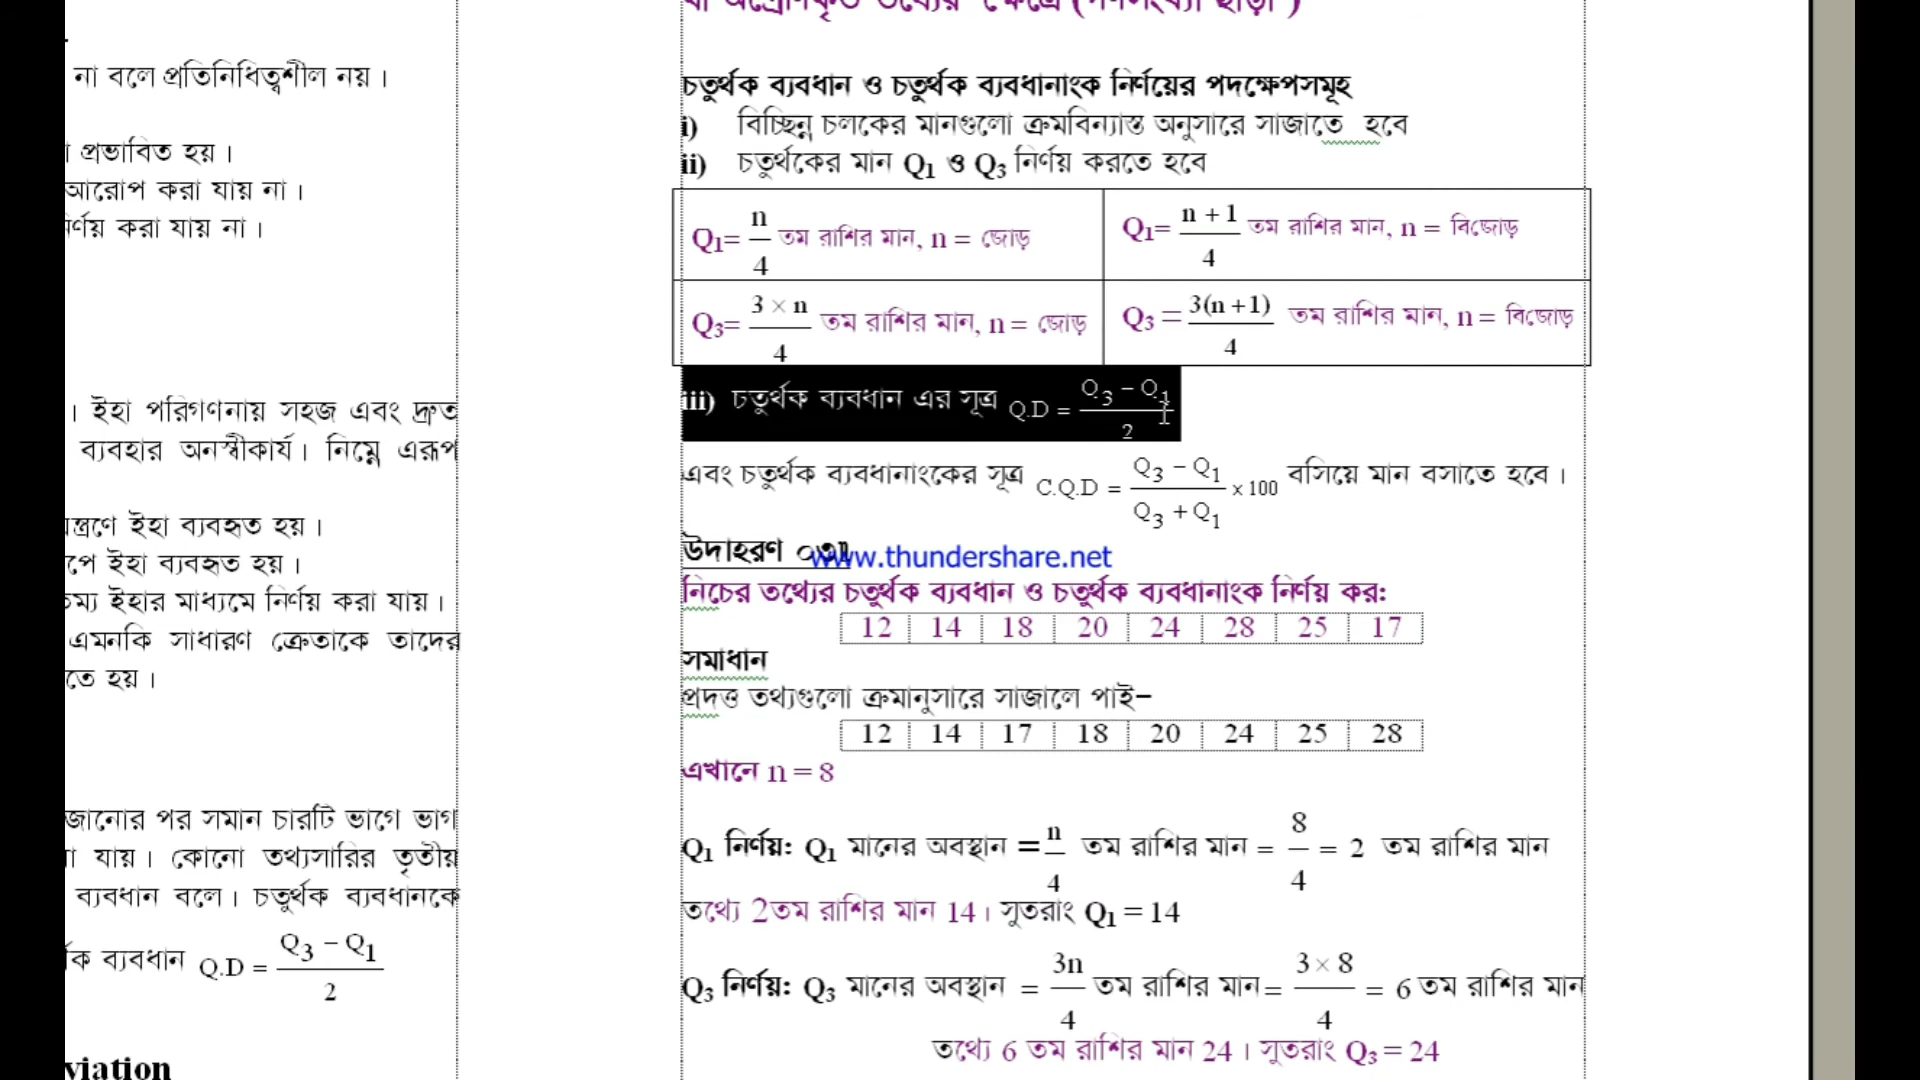 না বলে প্রতিনিধিত্বশীল নয়।
প্রভাবিত হয়।
আরোপ করা যায় না।
করা যায় না।
। ইহা পরিগণনায় সহজ এবং দ্রুত
ব্যবহার অনস্বীকার্য। নিম্নে এরূপ
ইহা ব্যবহৃত হয়।
ইহা ব্যবহৃত হয়।
ইহার মাধ্যমে নির্ণয় করা যায়।
এমনকি সাধারণ ক্রেতাকে তাদের
হয়।
পর সমান চারটি ভাগে ভাগ
যায়। কোনো তথ্যসারির তৃতীয়
ব্যবধান বলে। চতুর্থক ব্যবধানকে
ব্যবধান Q.D = (Q₃ − Q₁)/2
চতুর্থক ব্যবধান ও চতুর্থক ব্যবধানাংক নির্ণয়ের পদক্ষেপসমূহ
i) বিচ্ছিন্ন চলকের মানগুলো ক্রমবিন্যাস্ত অনুসারে সাজাতে হবে
ii) চতুর্থকের মান Q₁ ও Q₃ নির্ণয় করতে হবে
Q₁= n/4 তম রাশির মান, n = জোড় Q₁= (n + 1)/4 তম রাশির মান, n = বিজোড়
Q₃= (3 × n)/4 তম রাশির মান, n = জোড় Q₃ = 3(n +1)/4 তম রাশির মান, n = বিজোড়
iii) চতুর্থক ব্যবধান এর সূত্র Q.D = (Q₃ − Q₁)/2
এবং চতুর্থক ব্যবধানাংকের সূত্র C.Q.D = (Q₃ − Q₁)/(Q₃ + Q₁) × 100 বসিয়ে মান বসাতে হবে।
উদাহরণ
www.thundershare.net
নিচের তথ্যের চতুর্থক ব্যবধান ও চতুর্থক ব্যবধানাংক নির্ণয় কর:
12 14 18 20 24 28 25 17
সমাধান
প্রদত্ত তথ্যগুলো ক্রমানুসারে সাজালে পাই–
12 14 17 18 20 24 25 28
এখানে n = 8
Q₁ নির্ণয়: Q₁ মানের অবস্থান = n/4 তম রাশির মান = 8/4 = 2 তম রাশির মান
তথ্যে 2তম রাশির মান 14। সুতরাং Q₁ = 14
Q₃ নির্ণয়: Q₃ মানের অবস্থান = 3n/4 তম রাশির মান= (3 × 8)/4 = 6 তম রাশির মান
তথ্যে 6 তম রাশির মান 24। সুতরাং Q₃ = 24